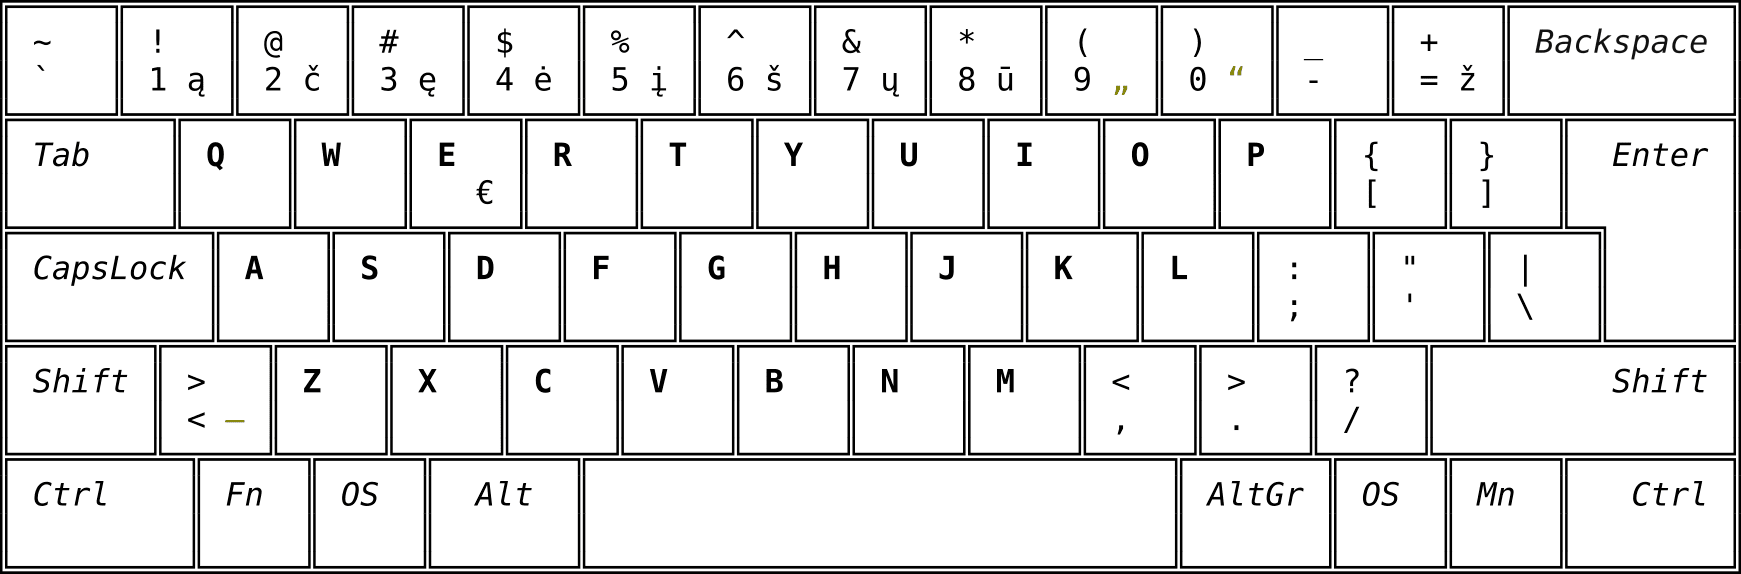 ~ ! @ # $ % ^ & * ( ) _ + Backspace
` 1 ą 2 č 3 ę 4 ė 5 į 6 š 7 ų 8 ū 9 „ 0 “ - = ž
Tab Q W E R T Y U I O P { } Enter
€ [ ]
CapsLock A S D F G H J K L : " |
; ' \
Shift > Z X C V B N M < > ? Shift
< – , . /
Ctrl Fn OS Alt AltGr OS Mn Ctrl